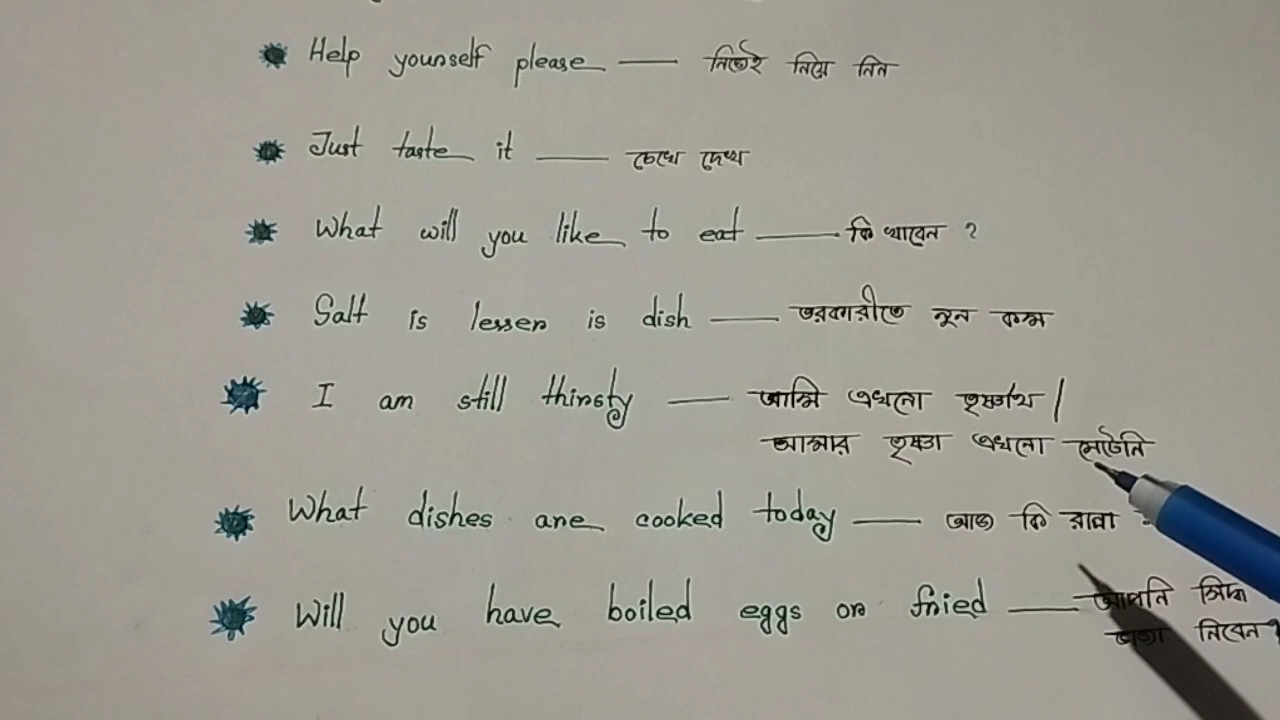 Help yourself please — নিজেই নিয়ে নিন
Just taste it — চেখে দেখ
What will you like to eat — কি খাবেন ?
Salt is lesser is dish — তরকারীতে নুন কম
I am still thirsty — আমি এখনো তৃষ্ণার্থ |
আমার তৃষ্ণা এখনো মেটেনি
What dishes are cooked today — আজ কি রান্না
Will you have boiled eggs or fried — আপনি সিদ্ধ
নিবেন ?